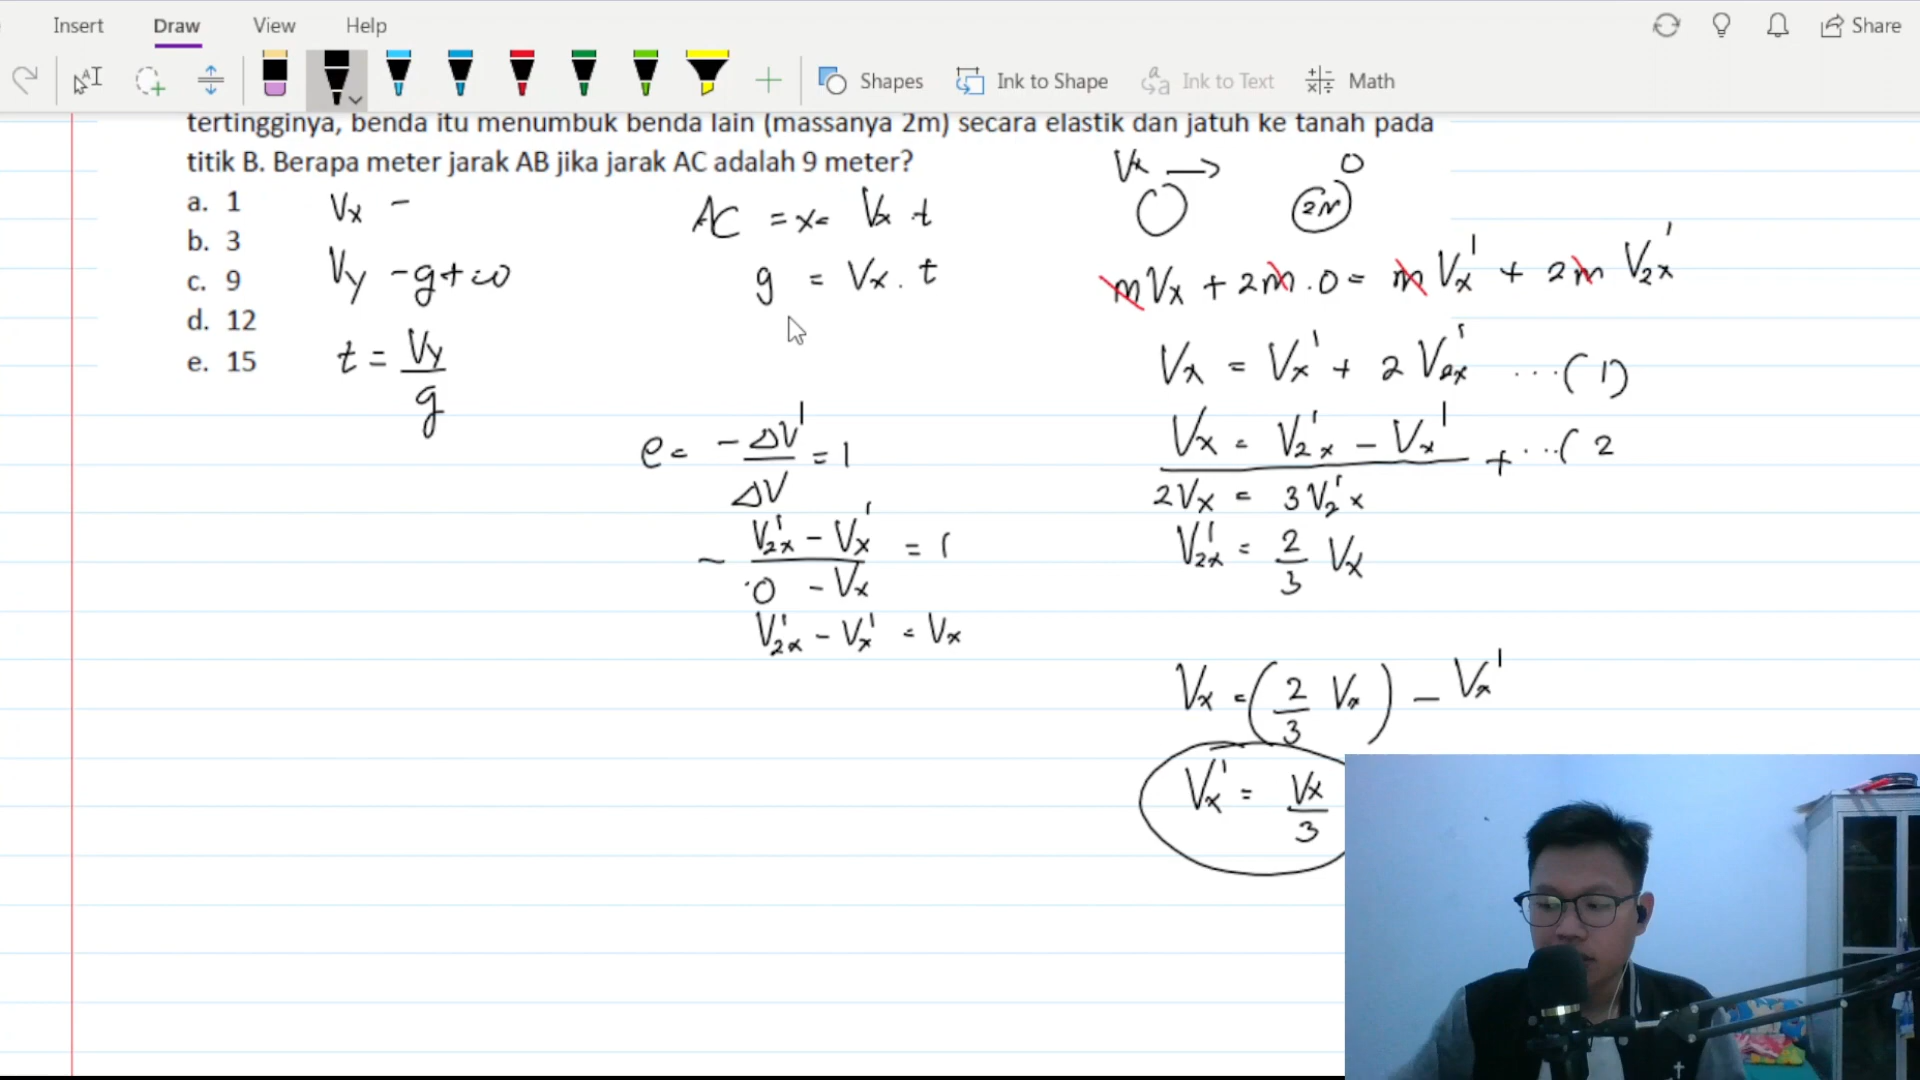 Insert Draw View Help Share
Shapes Ink to Shape Ink to Text Math
tertingginya, benda itu menumbuk benda lain (massanya 2m) secara elastik dan jatuh ke tanah pada
titik B. Berapa meter jarak AB jika jarak AC adalah 9 meter?
a. 1
b. 3
c. 9
d. 12
e. 15
Vx -
Vy - gt = 0
t = Vy / g
AC = x = Vx . t
9 = Vx . t
e = -ΔV' / ΔV = 1
- (V2x' - Vx') / (0 - Vx) = 1
V2x' - Vx' = Vx
Vx → 0
2m
mVx + 2m . 0 = mVx' + 2m V2x'
Vx = Vx' + 2 V2x' ...(1)
Vx = V2'x - Vx' + ...(2
2Vx = 3V2'x
V2x' = 2/3 Vx
Vx = (2/3 Vx) - Vx'
Vx' = Vx / 3